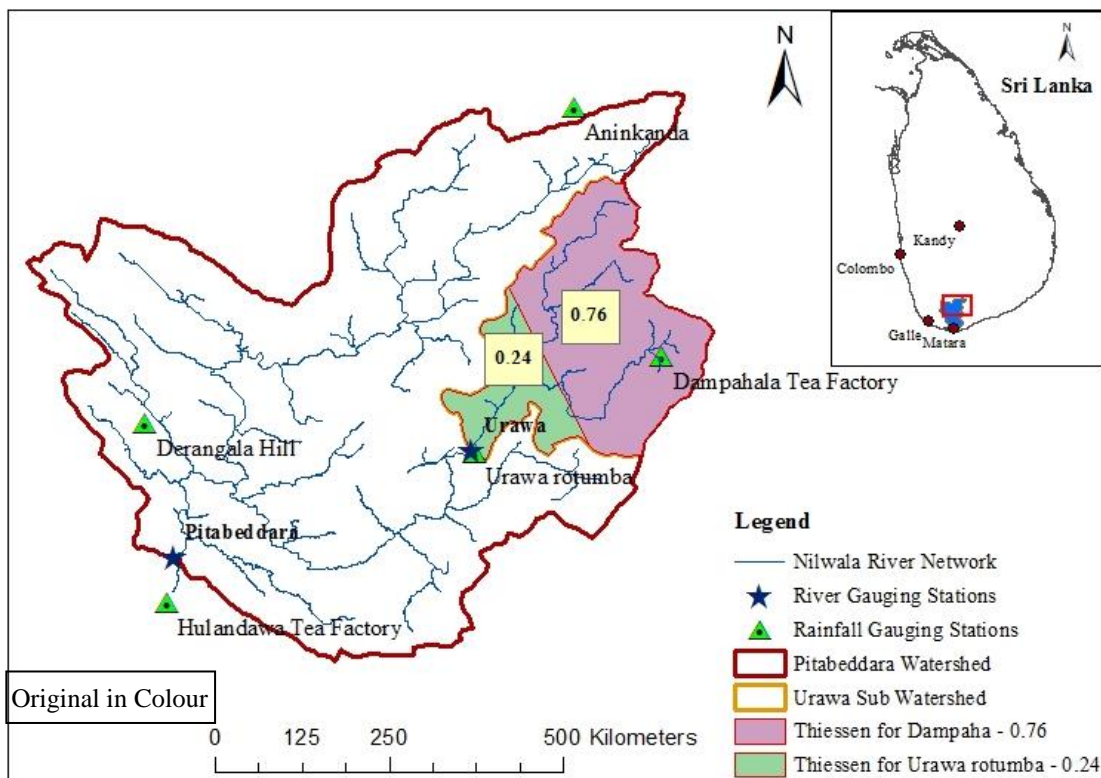 N
Aninkanda
0.76
0.24
Dampahala Tea Factory
Urawa
Urawa rotumba
Derangala Hill
Pitabeddara
Hulandawa Tea Factory
Original in Colour
0 125 250 500 Kilometers
N
Sri Lanka
Kandy
Colombo
Galle
Matara
Legend
Nilwala River Network
River Gauging Stations
Rainfall Gauging Stations
Pitabeddara Watershed
Urawa Sub Watershed
Thiessen for Dampaha - 0.76
Thiessen for Urawa rotumba - 0.24